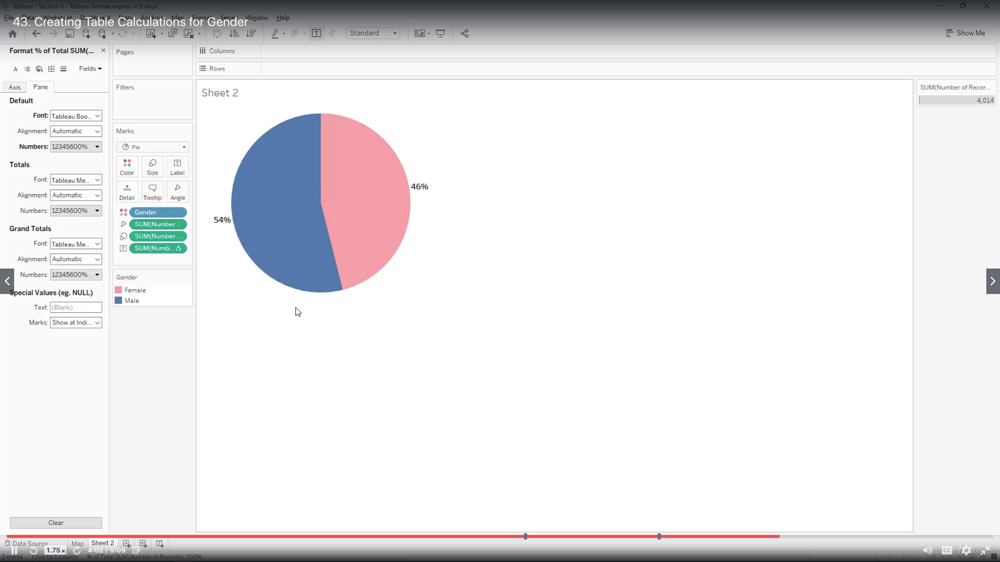 Tableau - Section 6 - Tableau license expires in 6 days
File Data Worksheet Dashboard Story Analysis Map Format Server Window Help
43. Creating Table Calculations for Gender
Standard
Show Me
Format % of Total SUM(...
Fields
Axis
Pane
Default
Font: Tableau Boo..
Alignment: Automatic
Numbers: 12345600%
Totals
Font: Tableau Me..
Alignment: Automatic
Numbers: 12345600%
Grand Totals
Font: Tableau Me..
Alignment: Automatic
Numbers: 12345600%
Special Values (eg. NULL)
Text: (Blank)
Marks: Show at Indi...
Clear
Pages
Filters
Marks
Pie
Color
Size
Label
Detail
Tooltip
Angle
Gender
SUM(Number ..
SUM(Number ..
SUM(Numb..
Gender
Female
Male
Columns
Rows
Sheet 2
46%
54%
SUM(Number of Recor...
4,014
Data Source
Map
Sheet 2
1.75x
4:02 / 5:09
CC
2 marks 1 row by 1 column % of Total SUM(Number of Records): 100%